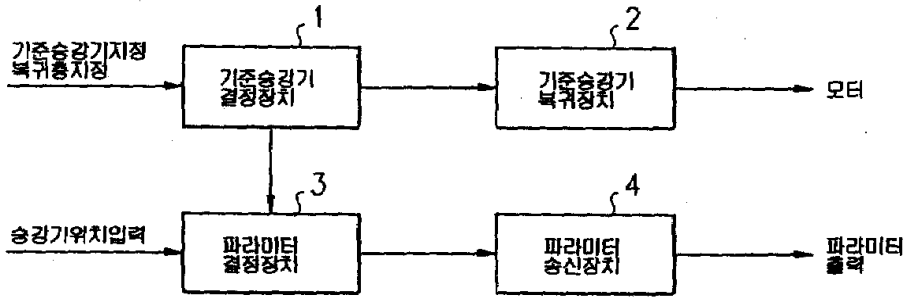 1
2
기준승강기지정
복귀층지정
기준승강기
결정장치
기준승강기
복귀장치
모터
3
4
승강기위치입력
파라미터
결정장치
파라미터
송신장치
파라미터
출력